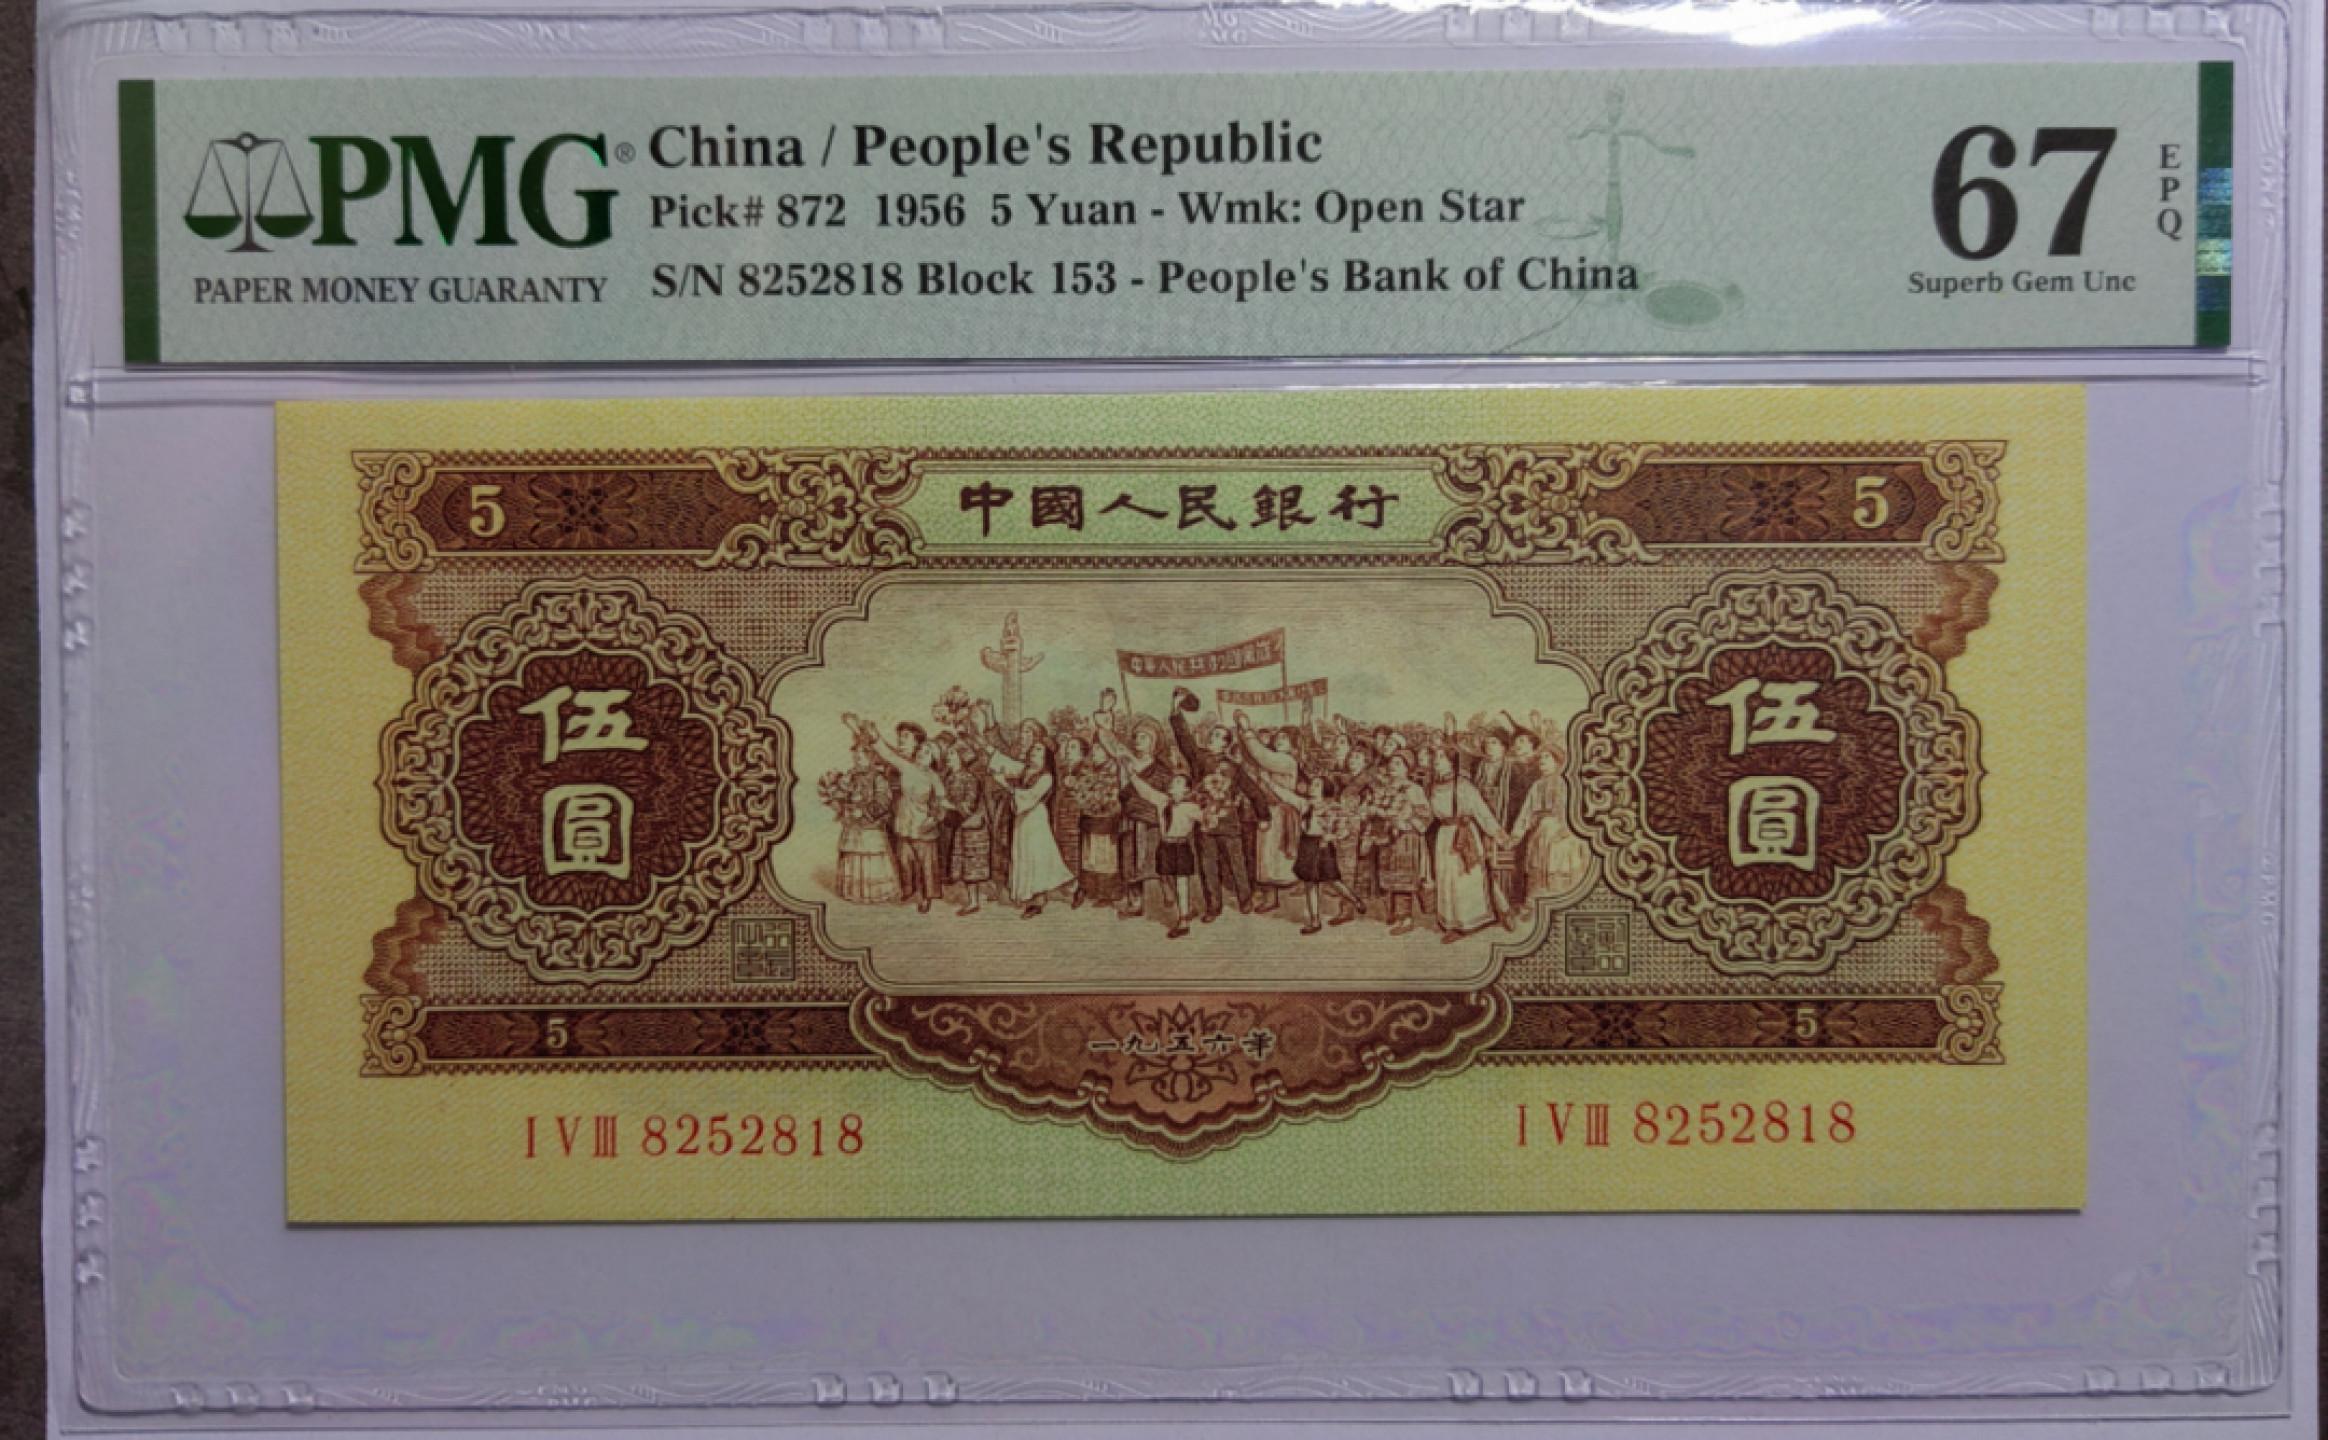 PMG®
PAPER MONEY GUARANTY
China / People's Republic
Pick# 872 1956 5 Yuan - Wmk: Open Star
S/N 8252818 Block 153 - People's Bank of China
67
EPQ
Superb Gem Unc
5 中國人民銀行 5
伍圓
伍圓
5 一九五六年 5
I V III 8252818
I V III 8252818